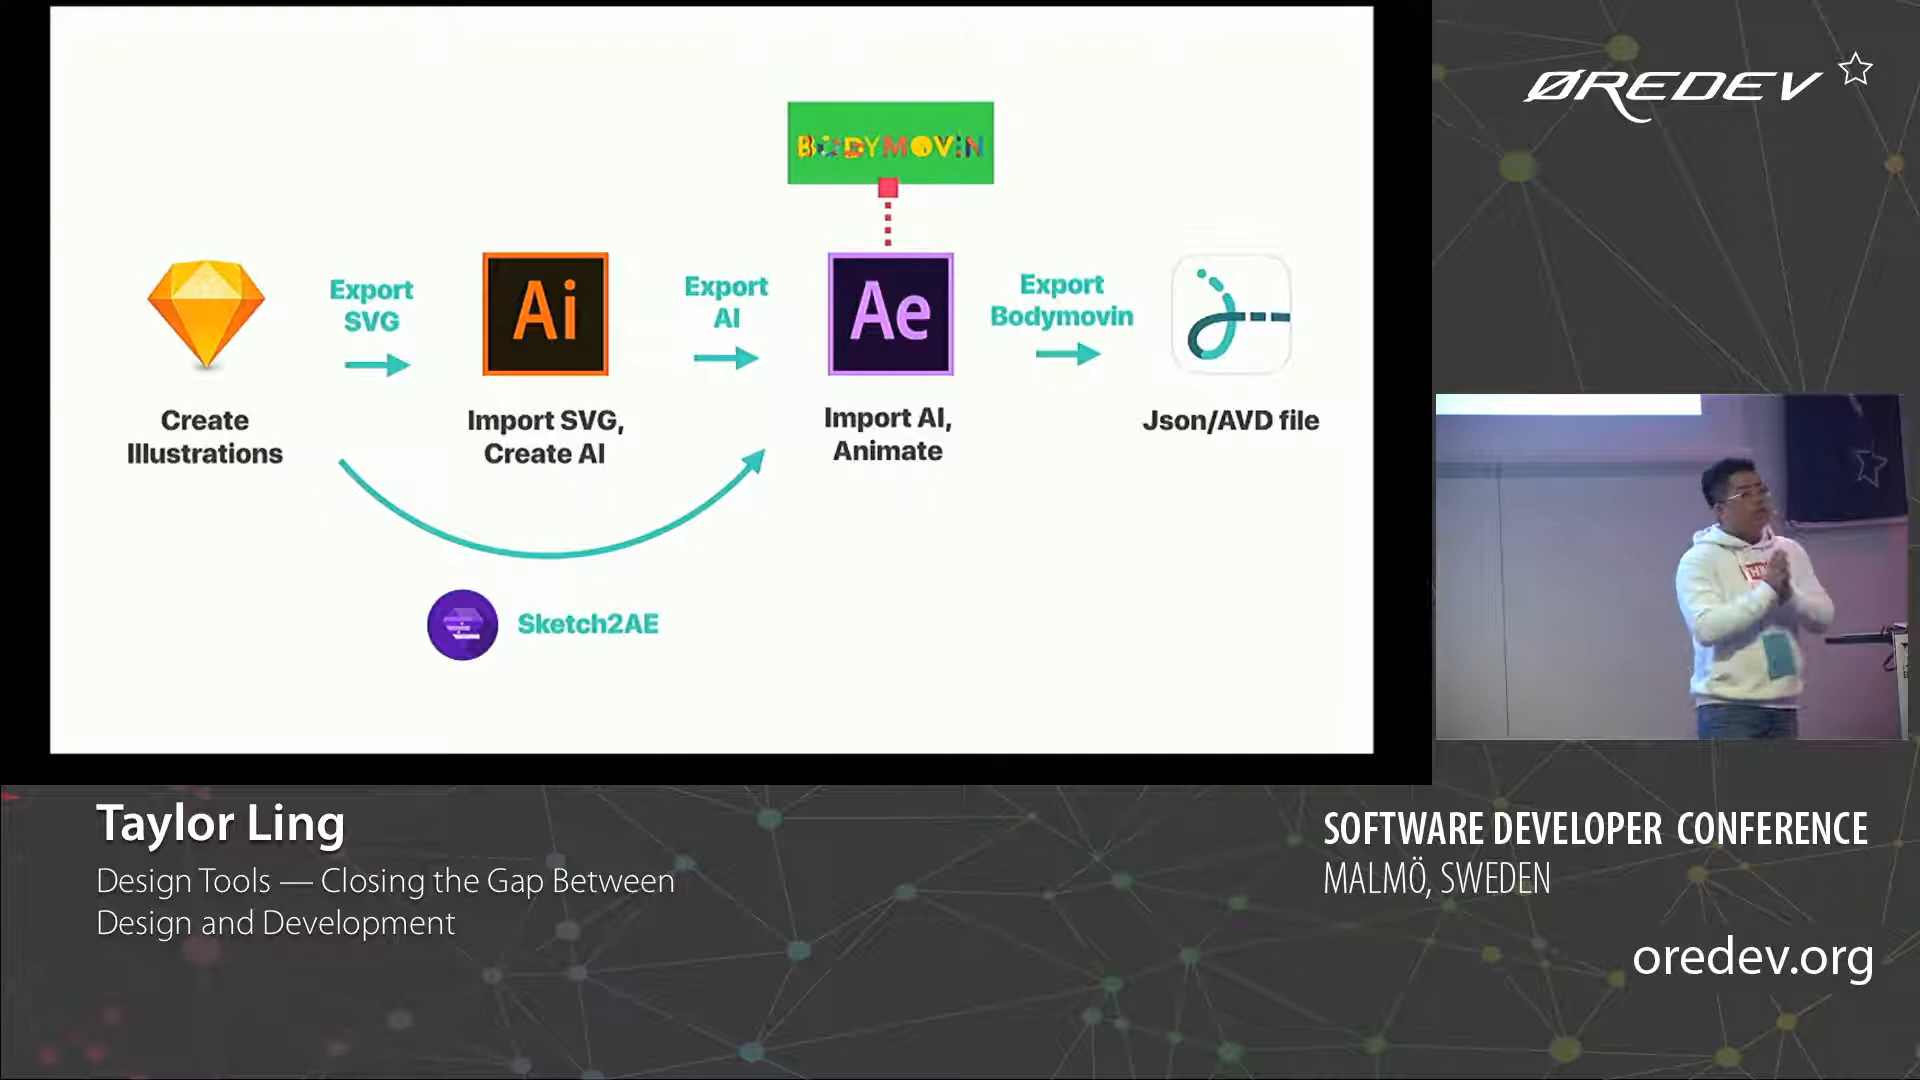 BODYMOVIN
Export
SVG
Ai
Export
AI
Ae
Export
Bodymovin
Create
Illustrations
Import SVG,
Create AI
Import AI,
Animate
Json/AVD file
Sketch2AE
ØREDEV
Taylor Ling
Design Tools — Closing the Gap Between
Design and Development
SOFTWARE DEVELOPER CONFERENCE
MALMÖ, SWEDEN
oredev.org